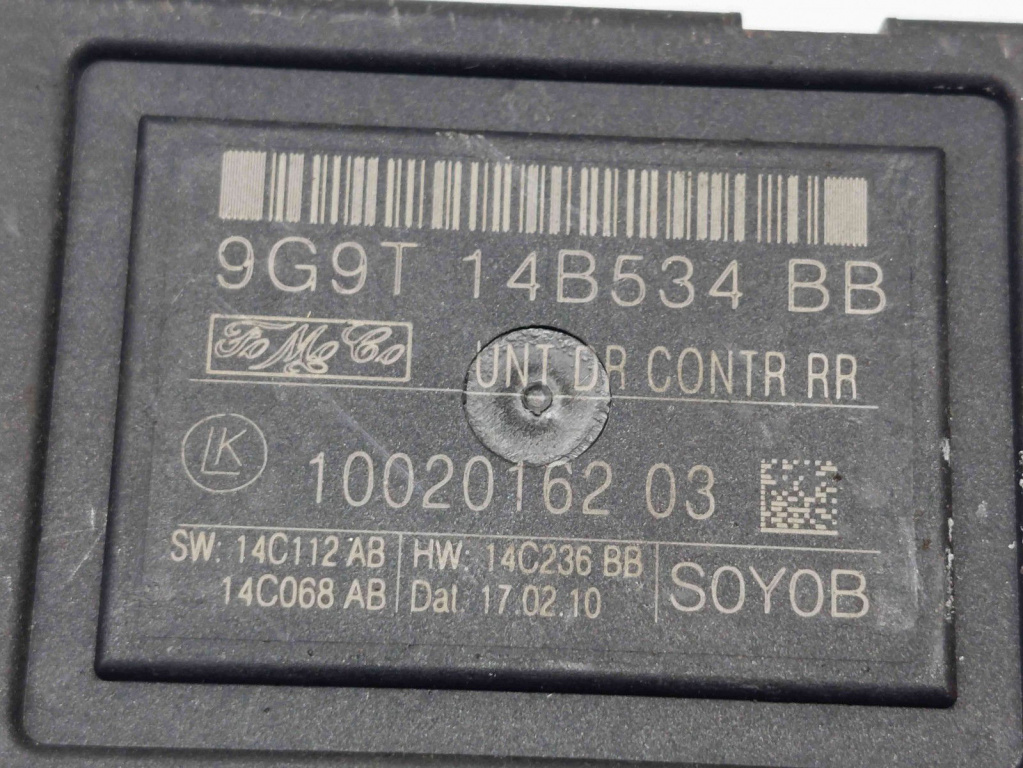 9G9T 14B534 BB
FoMoCo UNT DR CONTR RR
LK 10020162 03
SW: 14C112 AB HW: 14C236 BB S0Y0B
14C068 AB Dat. 17.02.10